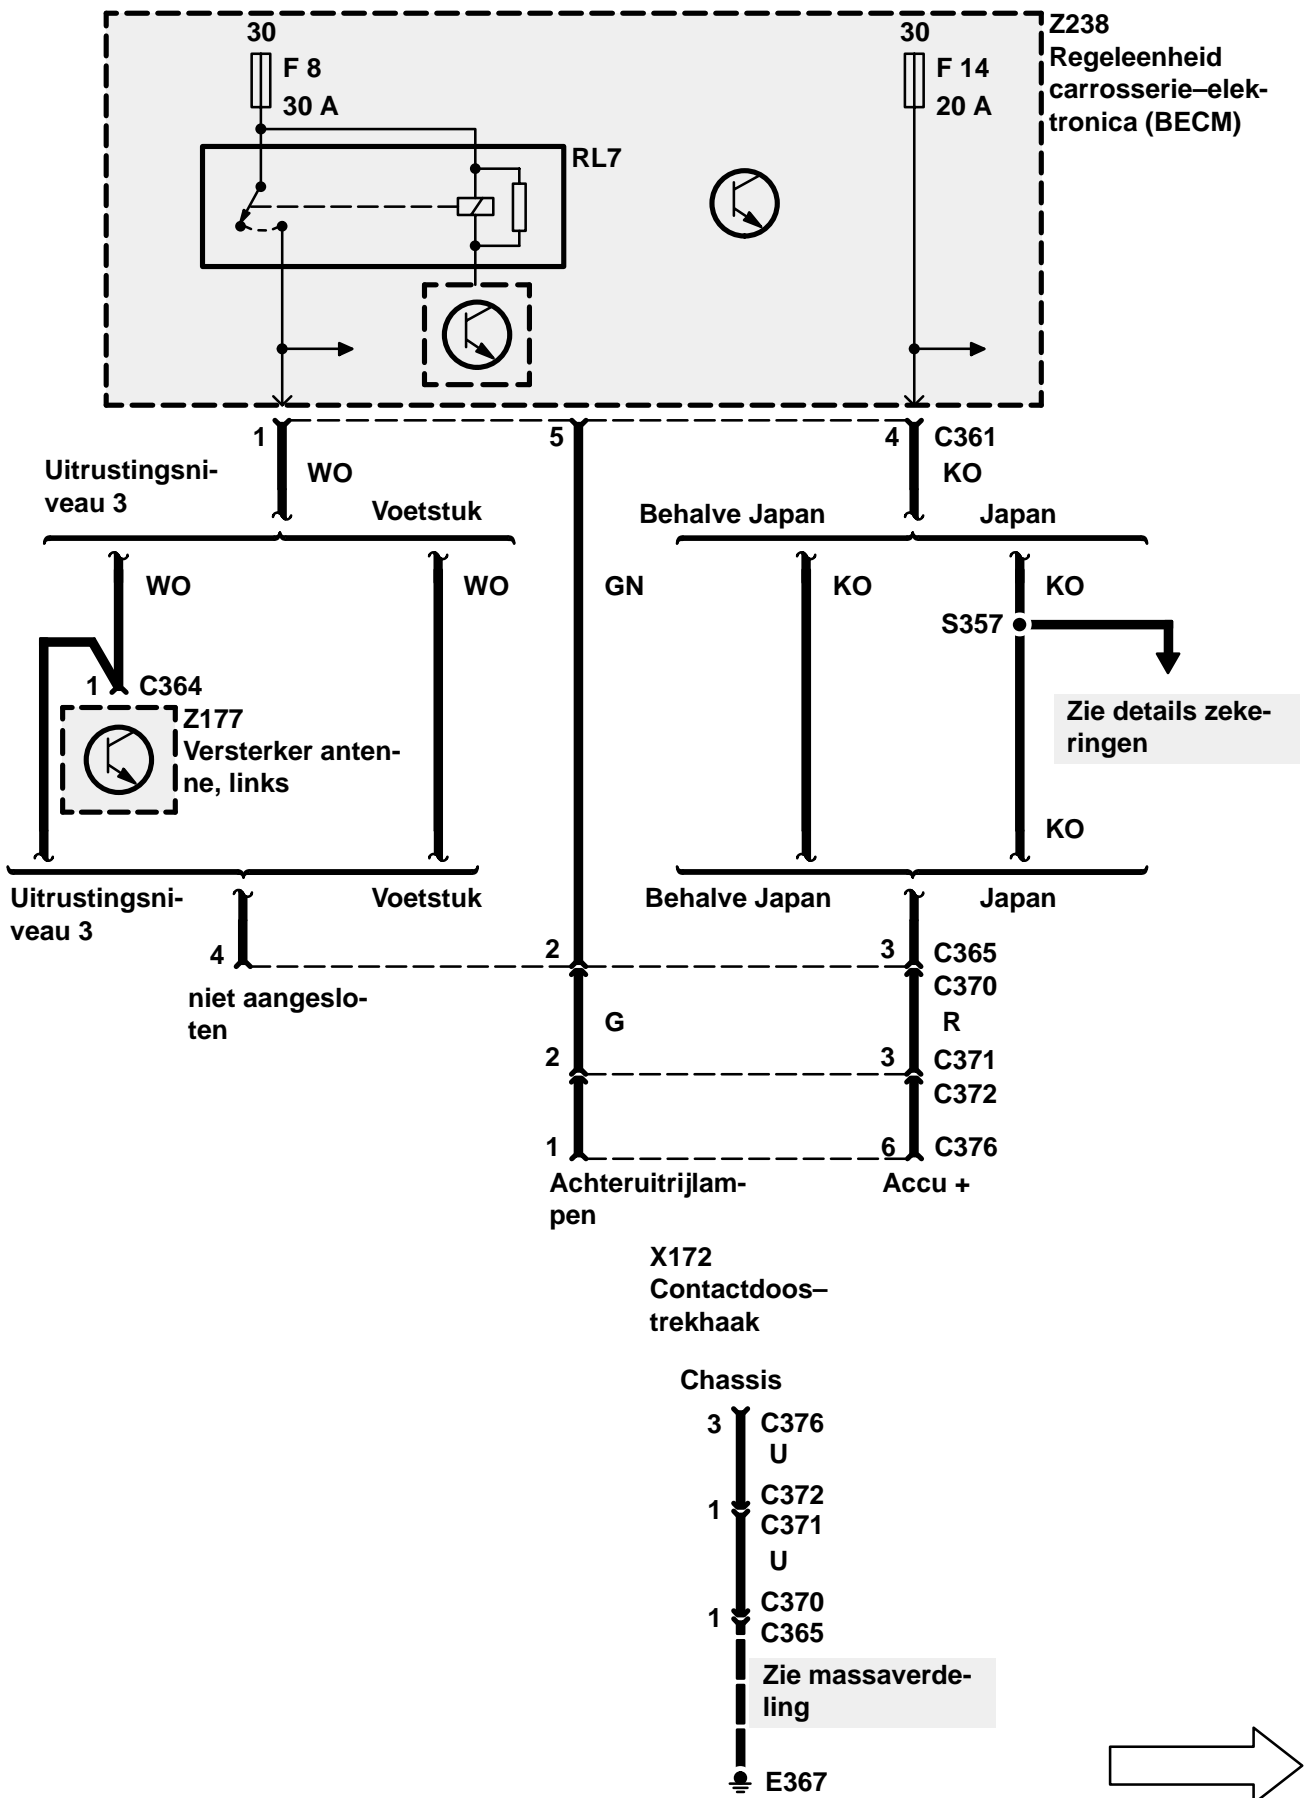 30
F 8
30 A
30
F 14
20 A
Z238
Regeleenheid
carrosserie–elek-
tronica (BECM)
RL7
1
5
4
C361
WO
KO
Uitrustingsni-
veau 3
Voetstuk
Behalve Japan
Japan
WO
WO
GN
KO
KO
S357
1
C364
Z177
Versterker anten-
ne, links
Zie details zeke-
ringen
KO
Uitrustingsni-
veau 3
Voetstuk
Behalve Japan
Japan
4
2
3
C365
C370
niet aangeslo-
ten
G
R
2
3
C371
C372
1
6
C376
Achteruitrijlam-
pen
Accu +
X172
Contactdoos–
trekhaak
Chassis
3
C376
U
C372
1
C371
U
C370
1
C365
Zie massaverde-
ling
E367